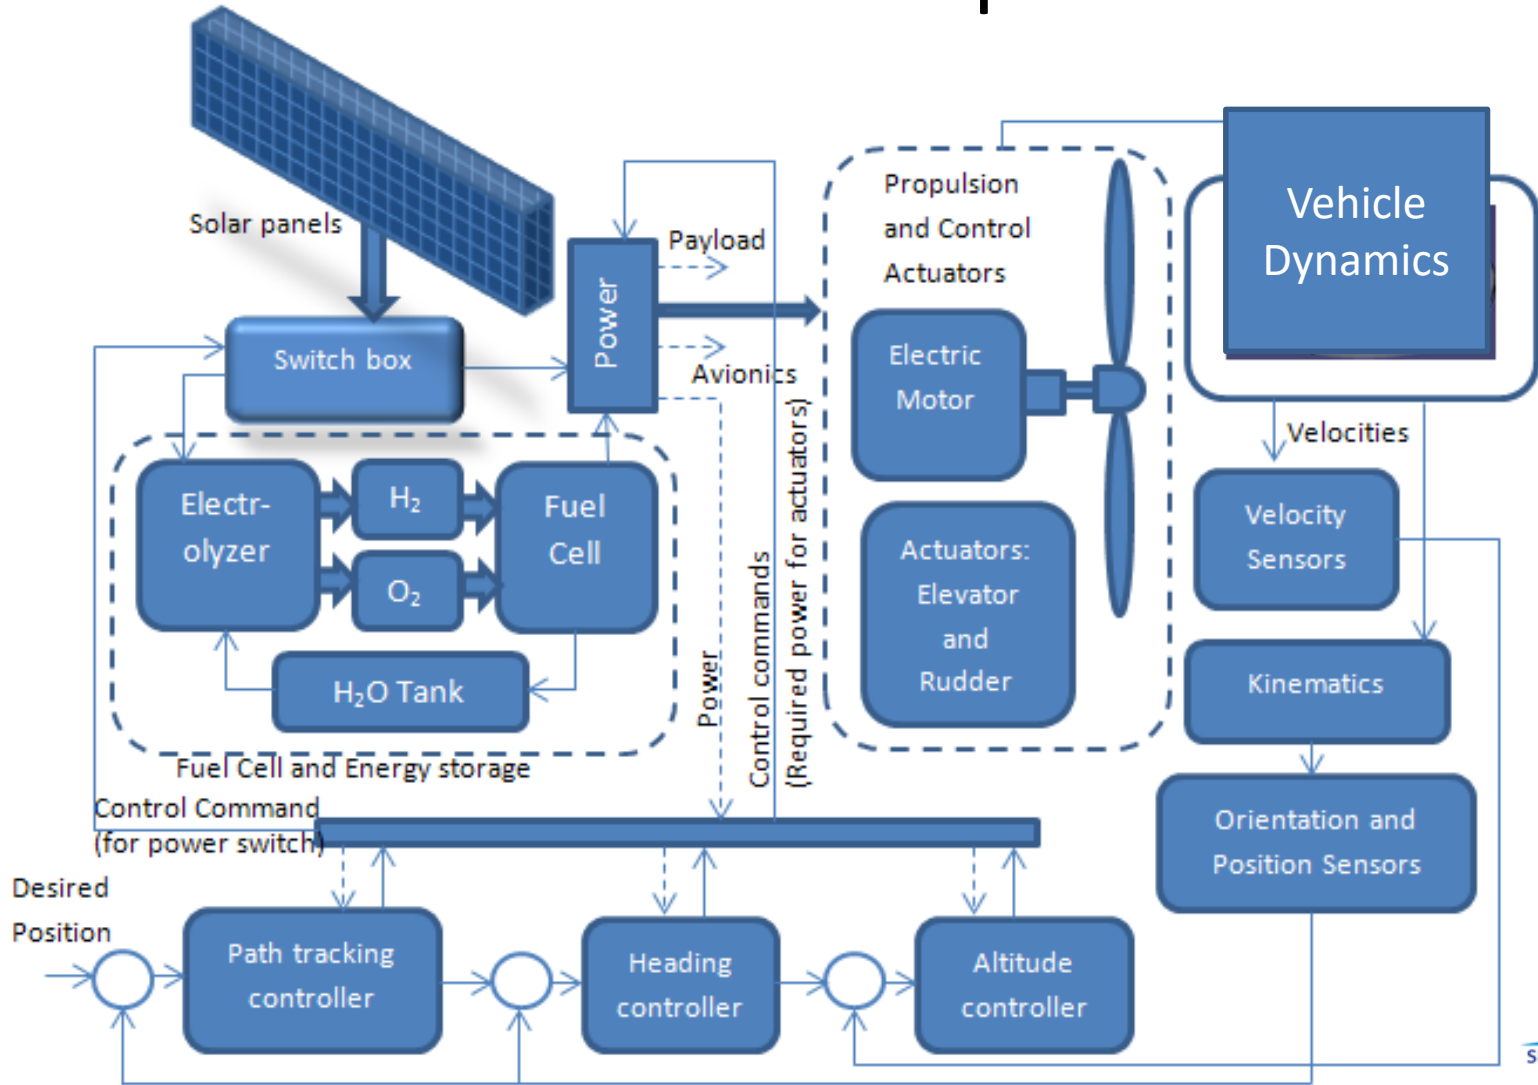 Solar panels
Switch box
Power
Payload
Avionics
Propulsion
and Control
Actuators
Electric
Motor
Actuators:
Elevator
and
Rudder
Vehicle
Dynamics
Velocities
Velocity
Sensors
Kinematics
Orientation and
Position Sensors
Electr-
olyzer
H₂
O₂
Fuel
Cell
H₂O Tank
Fuel Cell and Energy storage
Power
Control commands
(Required power for actuators)
Control Command
(for power switch)
Desired
Position
Path tracking
controller
Heading
controller
Altitude
controller